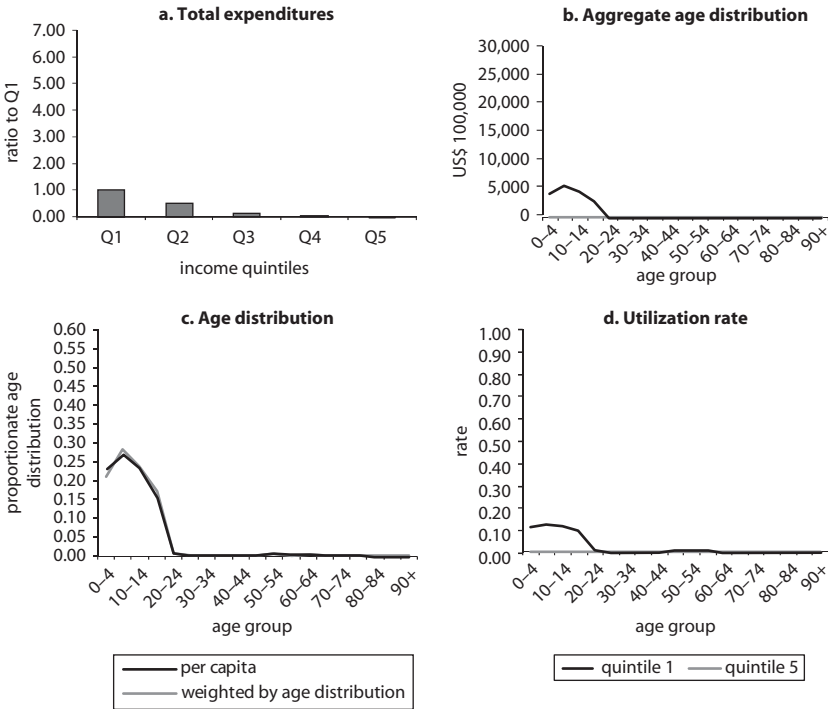 a. Total expenditures
ratio to Q1
7.00
6.00
5.00
4.00
3.00
2.00
1.00
0.00
Q1 Q2 Q3 Q4 Q5
income quintiles
b. Aggregate age distribution
US$ 100,000
30,000
25,000
20,000
15,000
10,000
5,000
0
0–4 10–14 20–24 30–34 40–44 50–54 60–64 70–74 80–84 90+
age group
c. Age distribution
proportionate age
distribution
0.60
0.55
0.50
0.45
0.40
0.35
0.30
0.25
0.20
0.15
0.10
0.05
0.00
0–4 10–14 20–24 30–34 40–44 50–54 60–64 70–74 80–84 90+
age group
per capita
weighted by age distribution
d. Utilization rate
rate
1.00
0.90
0.80
0.70
0.60
0.50
0.40
0.30
0.20
0.10
0.00
0–4 10–14 20–24 30–34 40–44 50–54 60–64 70–74 80–84 90+
age group
quintile 1 quintile 5